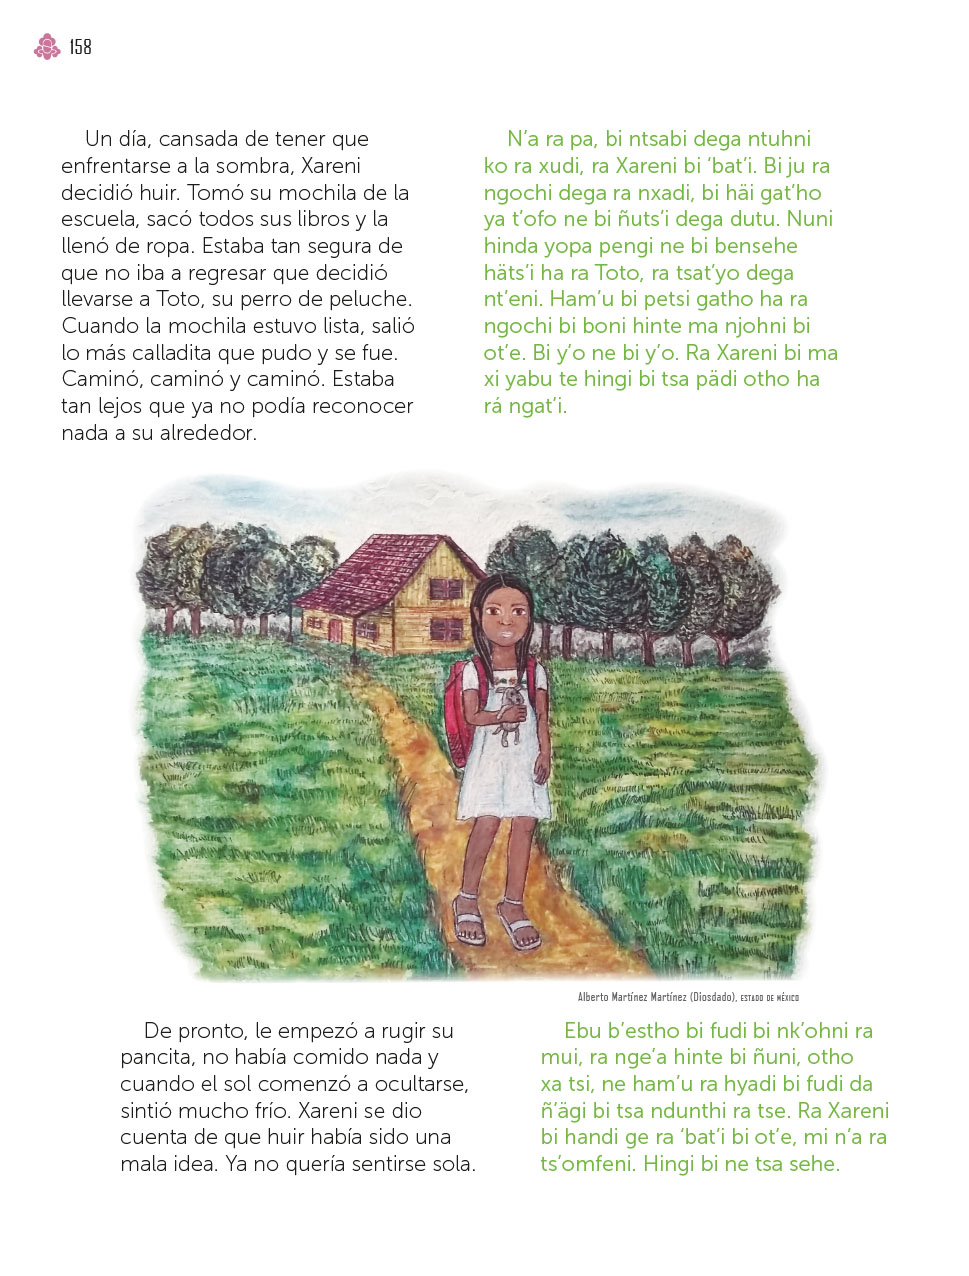 158
Un día, cansada de tener que
enfrentarse a la sombra, Xareni
decidió huir. Tomó su mochila de la
escuela, sacó todos sus libros y la
llenó de ropa. Estaba tan segura de
que no iba a regresar que decidió
llevarse a Toto, su perro de peluche.
Cuando la mochila estuvo lista, salió
lo más calladita que pudo y se fue.
Caminó, caminó y caminó. Estaba
tan lejos que ya no podía reconocer
nada a su alrededor.
N’a ra pa, bi ntsabi dega ntuhni
ko ra xudi, ra Xareni bi ‘bat’i. Bi ju ra
ngochi dega ra nxadi, bi häi gat’ho
ya t’ofo ne bi ñuts’i dega dutu. Nuni
hinda yopa pengi ne bi bensehe
häts’i ha ra Toto, ra tsat’yo dega
nt’eni. Ham’u bi petsi gatho ha ra
ngochi bi boni hinte ma njohni bi
ot’e. Bi y’o ne bi y’o. Ra Xareni bi ma
xi yabu te hingi bi tsa pädi otho ha
rá ngat’i.
Alberto Martínez Martínez (Diosdado), ESTADO DE MÉXICO
De pronto, le empezó a rugir su
pancita, no había comido nada y
cuando el sol comenzó a ocultarse,
sintió mucho frío. Xareni se dio
cuenta de que huir había sido una
mala idea. Ya no quería sentirse sola.
Ebu b’estho bi fudi bi nk’ohni ra
mui, ra nge’a hinte bi ñuni, otho
xa tsi, ne ham’u ra hyadi bi fudi da
ñ’ägi bi tsa ndunthi ra tse. Ra Xareni
bi handi ge ra ‘bat’i bi ot’e, mi n’a ra
ts’omfeni. Hingi bi ne tsa sehe.